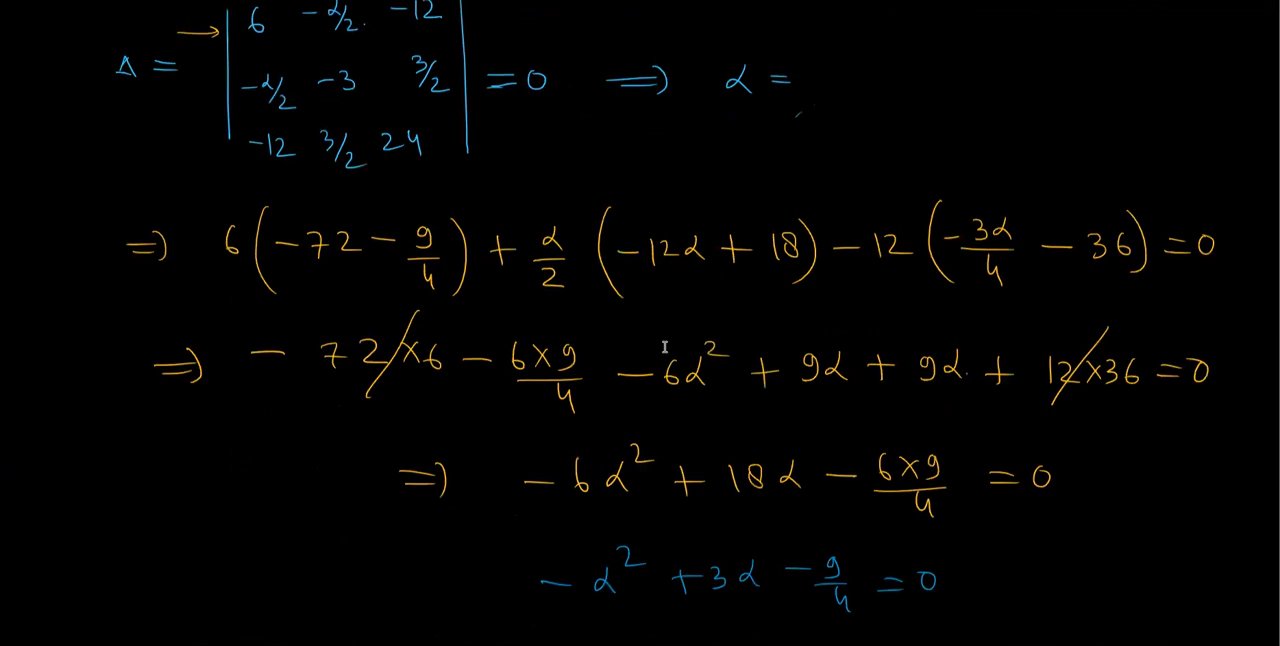 6 -α/2. -12
Δ = -α/2 -3 3/2 = 0 ⟹ α =
-12 3/2 24
⇒ 6(-72 - 9/4) + α/2 (-12α + 18) - 12(-3α/4 - 36) = 0
⇒ - 72×6 - 6×9/4 - 6α² + 9α + 9α. + 12×36 = 0
⇒ - 6α² + 18α - 6×9/4 = 0
- α² + 3α - 9/4 = 0